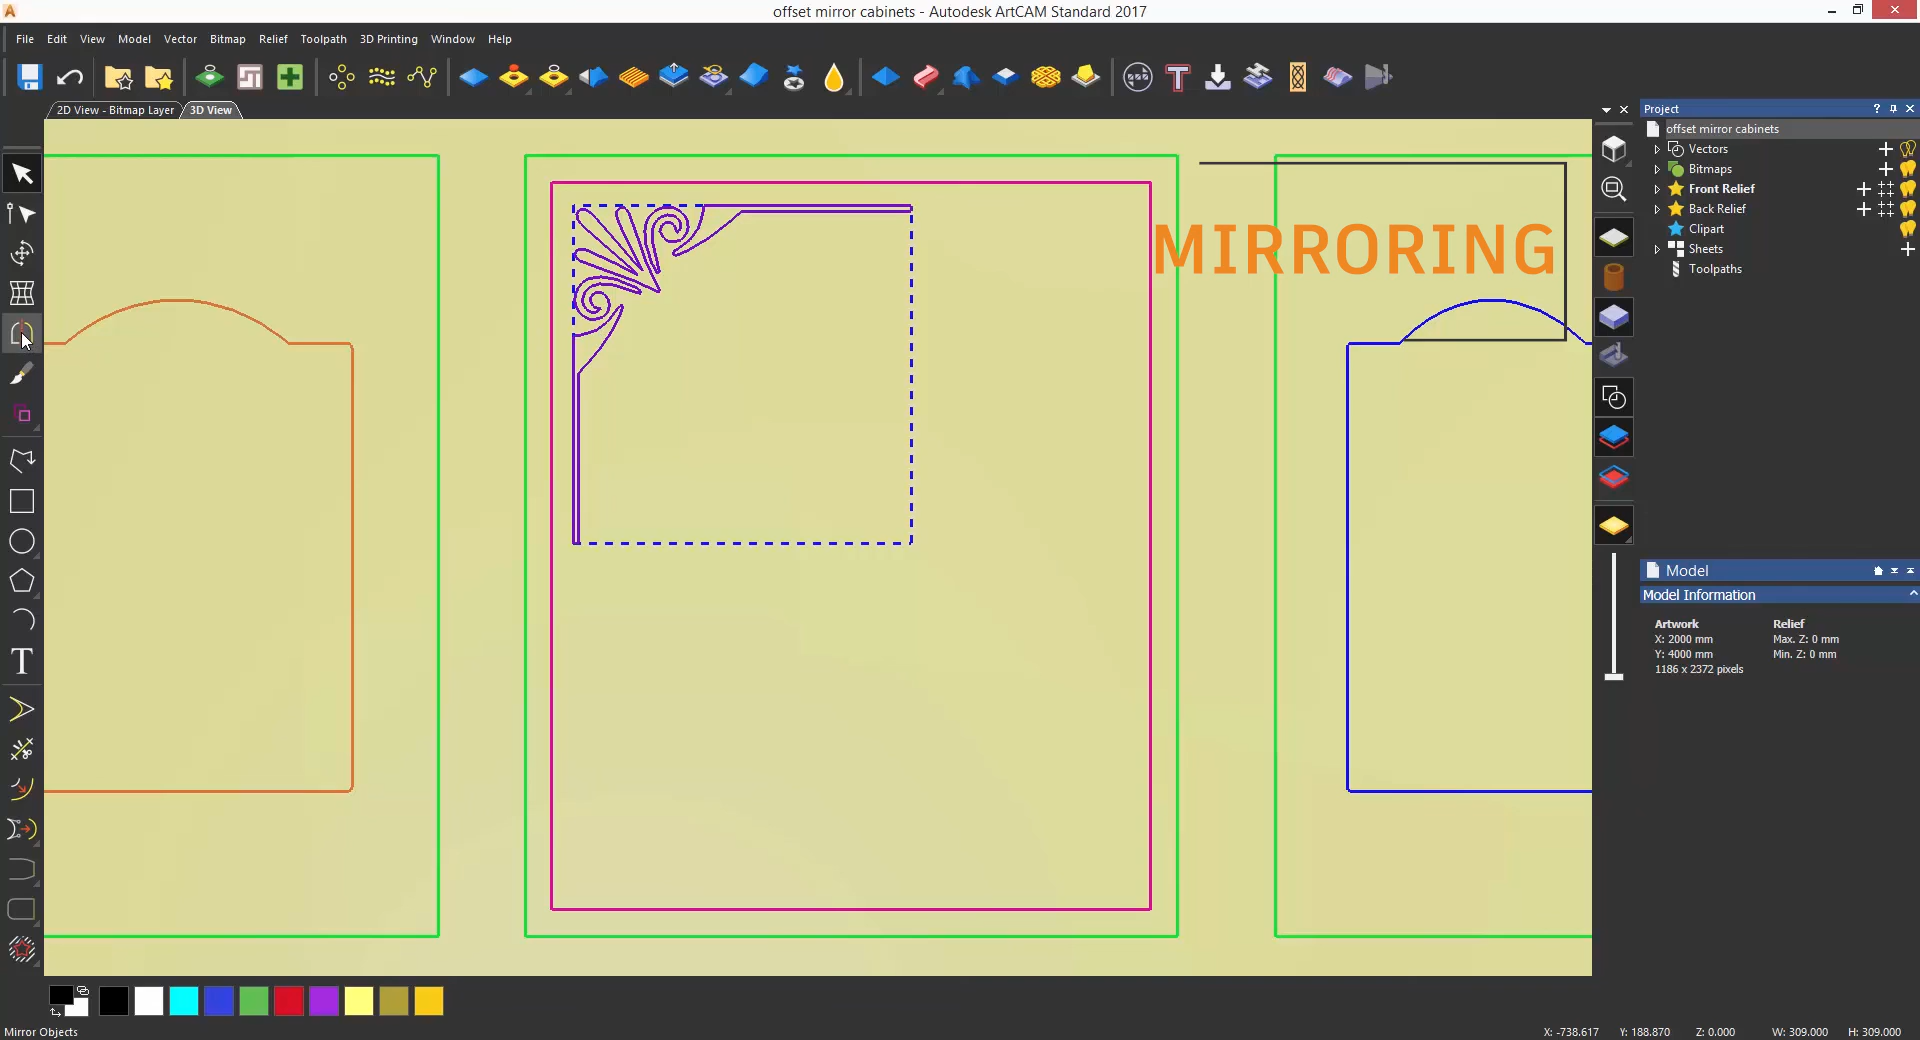 offset mirror cabinets - Autodesk ArtCAM Standard 2017
File Edit View Model Vector Bitmap Relief Toolpath 3D Printing Window Help
2D View - Bitmap Layer 3D View
Project
offset mirror cabinets
Vectors
Bitmaps
Front Relief
Back Relief
Clipart
Sheets
Toolpaths
MIRRORING
Model
Model Information
Artwork Relief
X: 2000 mm Max. Z: 0 mm
Y: 4000 mm Min. Z: 0 mm
1186 x 2372 pixels
Mirror Objects
X: -738.617 Y: 188.870 Z: 0.000 W: 309.000 H: 309.000